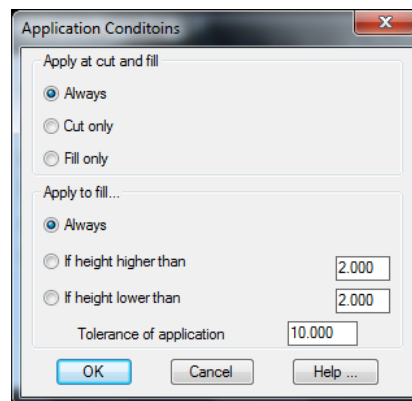 Application Conditoins
Apply at cut and fill
Always
Cut only
Fill only
Apply to fill...
Always
If height higher than 2.000
If height lower than 2.000
Tolerance of application 10.000
OK Cancel Help ...